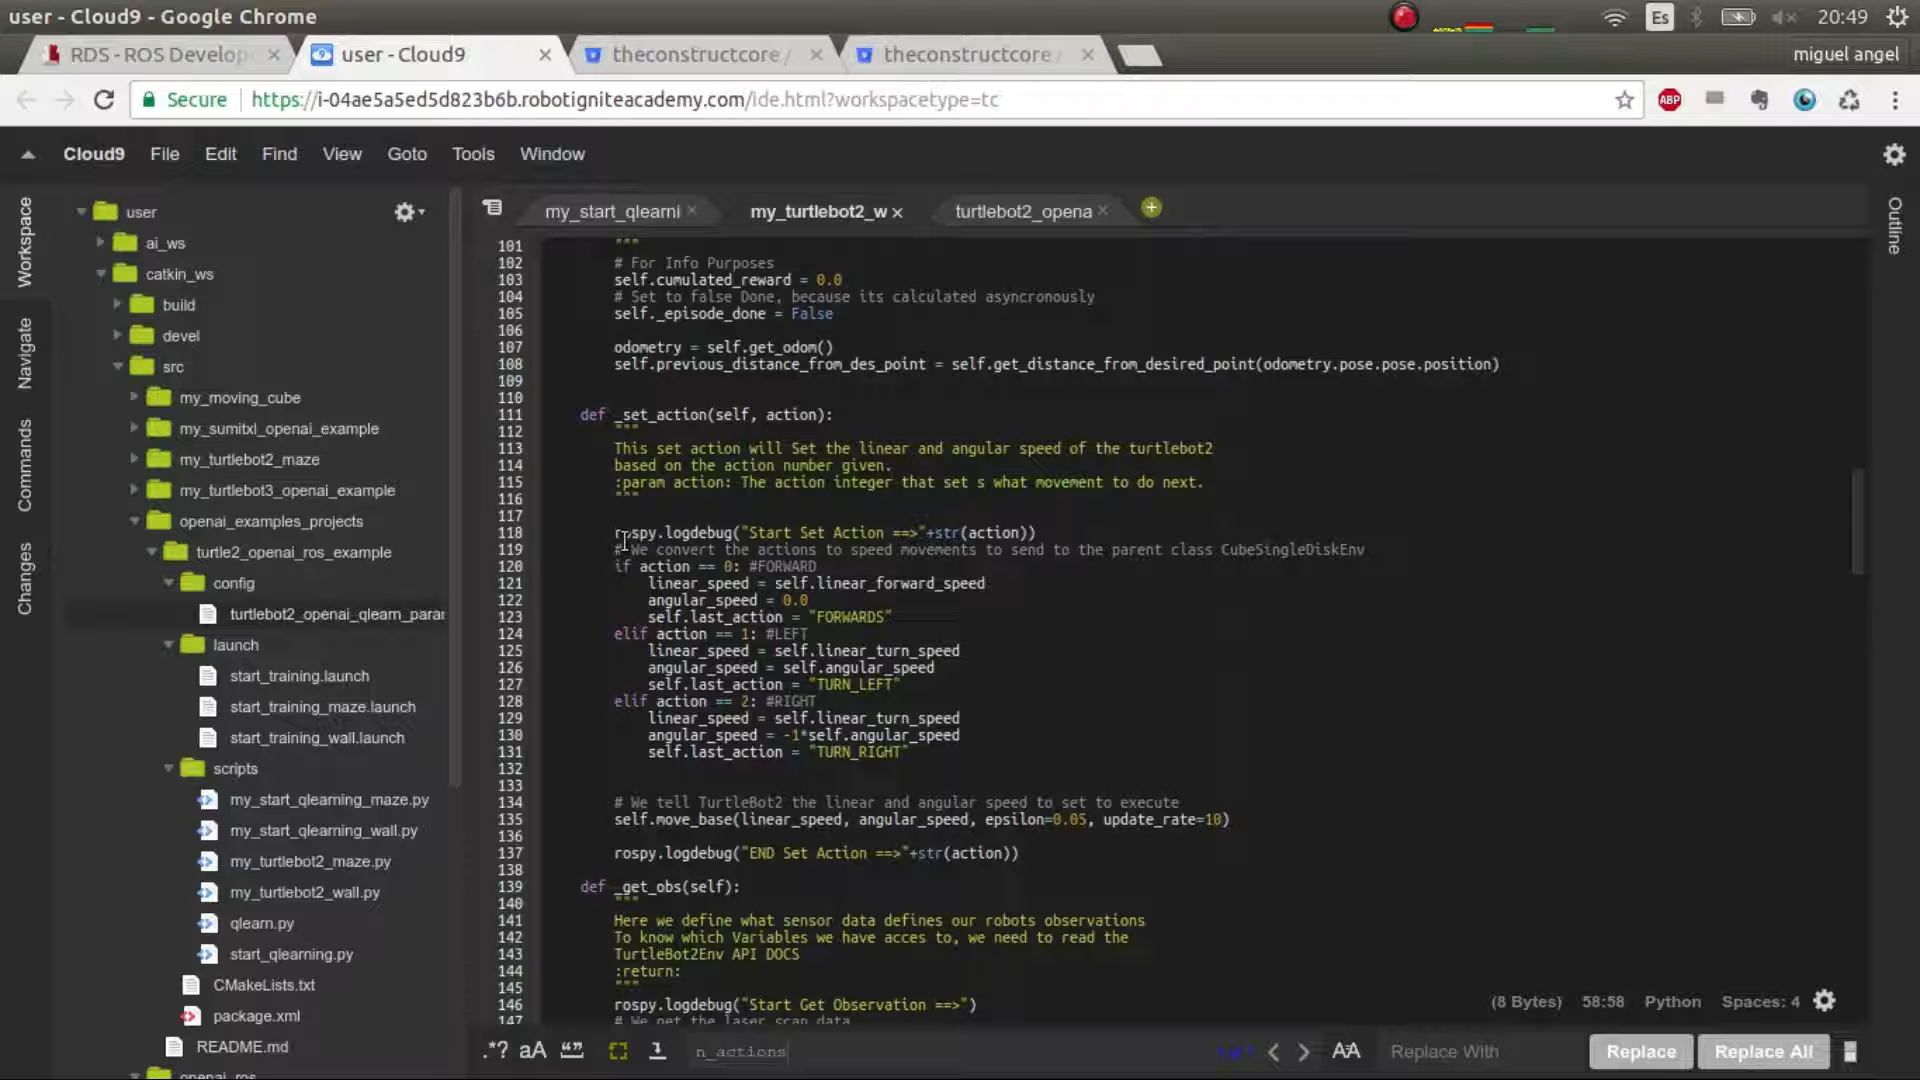 user - Cloud9 - Google Chrome
Es
20:49
RDS - ROS Develop
user - Cloud9
theconstructcore /
theconstructcore /
miguel angel
Secure
https://i-04ae5a5ed5d823b6b.robotigniteacademy.com/ide.html?workspacetype=tc
ABP
Cloud9 File Edit Find View Goto Tools Window
Workspace
Navigate
Commands
Changes
Outline
user
ai_ws
catkin_ws
build
devel
src
my_moving_cube
my_sumitxl_openai_example
my_turtlebot2_maze
my_turtlebot3_openai_example
openai_examples_projects
turtle2_openai_ros_example
config
turtlebot2_openai_qlearn_para
launch
start_training.launch
start_training_maze.launch
start_training_wall.launch
scripts
my_start_qlearning_maze.py
my_start_qlearning_wall.py
my_turtlebot2_maze.py
my_turtlebot2_wall.py
qlearn.py
start_qlearning.py
CMakeLists.txt
package.xml
README.md
openai_ros
my_start_qlearni
my_turtlebot2_w
turtlebot2_opena
101 """
102 # For Info Purposes
103 self.cumulated_reward = 0.0
104 # Set to false Done, because its calculated asyncronously
105 self._episode_done = False
106
107 odometry = self.get_odom()
108 self.previous_distance_from_des_point = self.get_distance_from_desired_point(odometry.pose.pose.position)
109
110
111 def _set_action(self, action):
112 """
113 This set action will Set the linear and angular speed of the turtlebot2
114 based on the action number given.
115 :param action: The action integer that set s what movement to do next.
116 """
117
118 rospy.logdebug("Start Set Action ==>"+str(action))
119 # We convert the actions to speed movements to send to the parent class CubeSingleDiskEnv
120 if action == 0: #FORWARD
121 linear_speed = self.linear_forward_speed
122 angular_speed = 0.0
123 self.last_action = "FORWARDS"
124 elif action == 1: #LEFT
125 linear_speed = self.linear_turn_speed
126 angular_speed = self.angular_speed
127 self.last_action = "TURN_LEFT"
128 elif action == 2: #RIGHT
129 linear_speed = self.linear_turn_speed
130 angular_speed = -1*self.angular_speed
131 self.last_action = "TURN_RIGHT"
132
133
134 # We tell TurtleBot2 the linear and angular speed to set to execute
135 self.move_base(linear_speed, angular_speed, epsilon=0.05, update_rate=10)
136
137 rospy.logdebug("END Set Action ==>"+str(action))
138
139 def _get_obs(self):
140 """
141 Here we define what sensor data defines our robots observations
142 To know which Variables we have acces to, we need to read the
143 TurtleBot2Env API DOCS
144 :return:
145 """
146 rospy.logdebug("Start Get Observation ==>")
147 # We get the laser scan data
(8 Bytes) 58:58 Python Spaces: 4
.*? aA
n_actions
AA
Replace With
Replace
Replace All